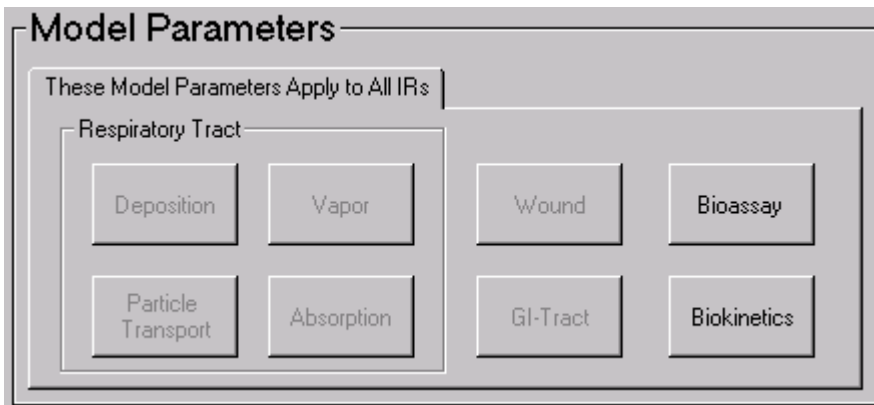 Model Parameters
These Model Parameters Apply to All IRs
Respiratory Tract
Deposition
Vapor
Wound
Bioassay
Particle
Transport
Absorption
GI-Tract
Biokinetics